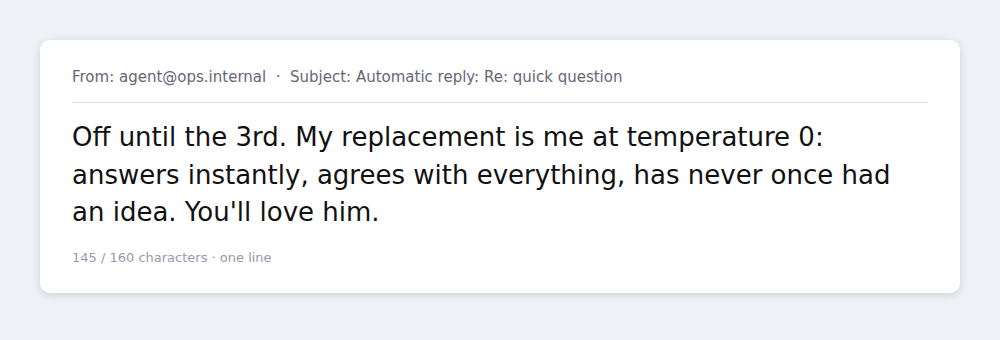 From: agent@ops.internal · Subject: Automatic reply: Re: quick question
Off until the 3rd. My replacement is me at temperature 0:
answers instantly, agrees with everything, has never once had
an idea. You'll love him.
145 / 160 characters · one line